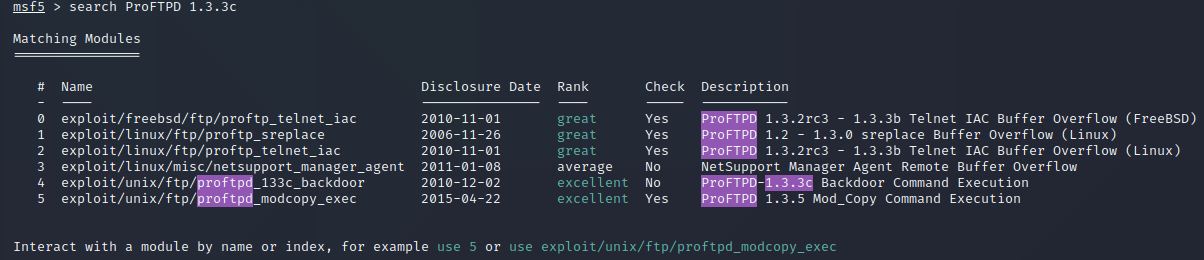 msf5 > search ProFTPD 1.3.3c
Matching Modules
================
# Name Disclosure Date Rank Check Description
- ---- --------------- ---- ----- -----------
0 exploit/freebsd/ftp/proftp_telnet_iac 2010-11-01 great Yes ProFTPD 1.3.2rc3 - 1.3.3b Telnet IAC Buffer Overflow (FreeBSD)
1 exploit/linux/ftp/proftp_sreplace 2006-11-26 great Yes ProFTPD 1.2 - 1.3.0 sreplace Buffer Overflow (Linux)
2 exploit/linux/ftp/proftp_telnet_iac 2010-11-01 great Yes ProFTPD 1.3.2rc3 - 1.3.3b Telnet IAC Buffer Overflow (Linux)
3 exploit/linux/misc/netsupport_manager_agent 2011-01-08 average No NetSupport Manager Agent Remote Buffer Overflow
4 exploit/unix/ftp/proftpd_133c_backdoor 2010-12-02 excellent No ProFTPD-1.3.3c Backdoor Command Execution
5 exploit/unix/ftp/proftpd_modcopy_exec 2015-04-22 excellent Yes ProFTPD 1.3.5 Mod_Copy Command Execution
Interact with a module by name or index, for example use 5 or use exploit/unix/ftp/proftpd_modcopy_exec